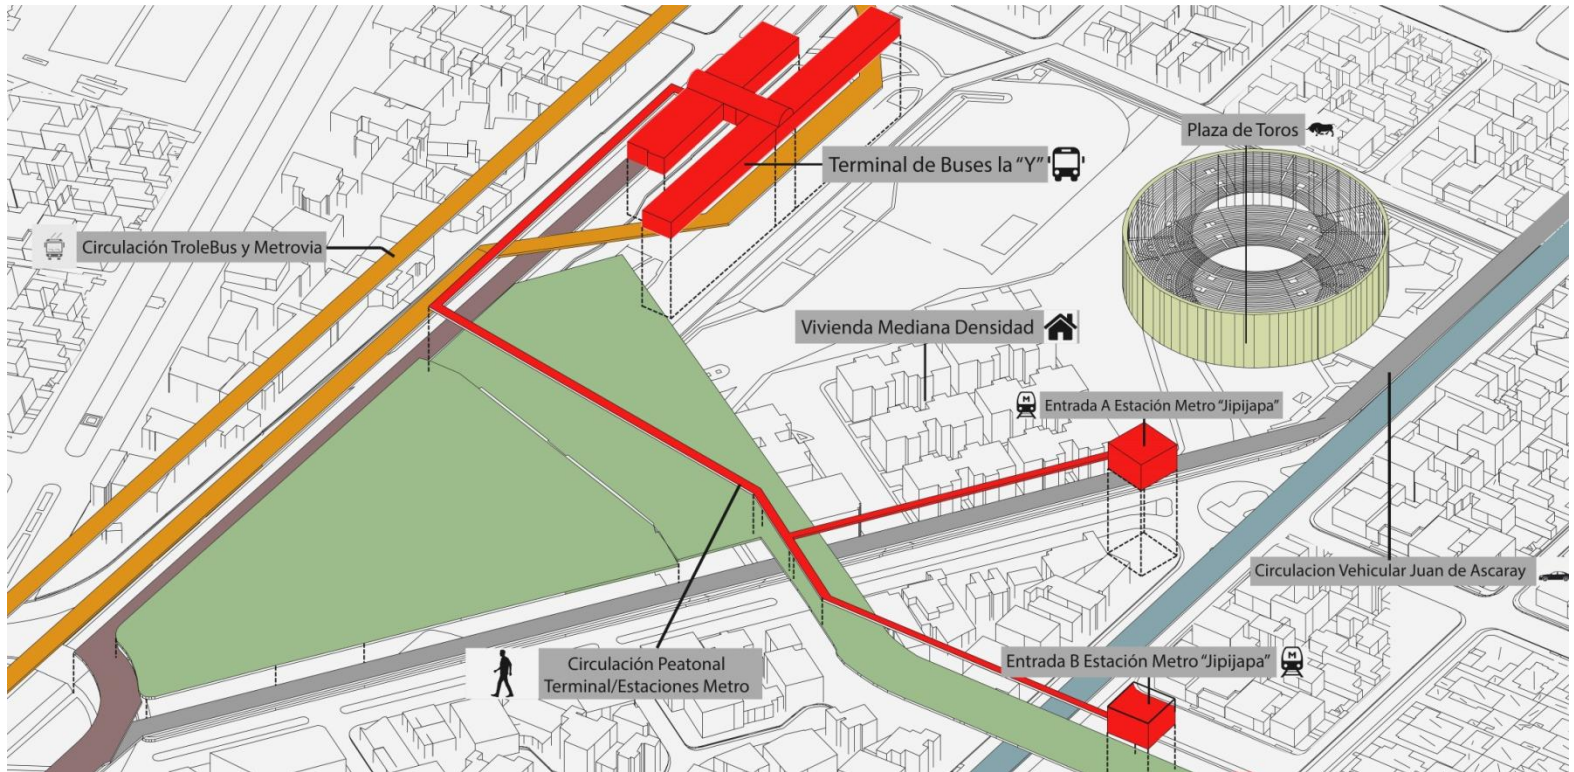 Plaza de Toros
Terminal de Buses la “Y”
Circulación TroleBus y Metrovia
Vivienda Mediana Densidad
M
Entrada A Estación Metro “Jipijapa”
Circulacion Vehicular Juan de Ascaray
Circulación Peatonal
Terminal/Estaciones Metro
Entrada B Estación Metro “Jipijapa”
M